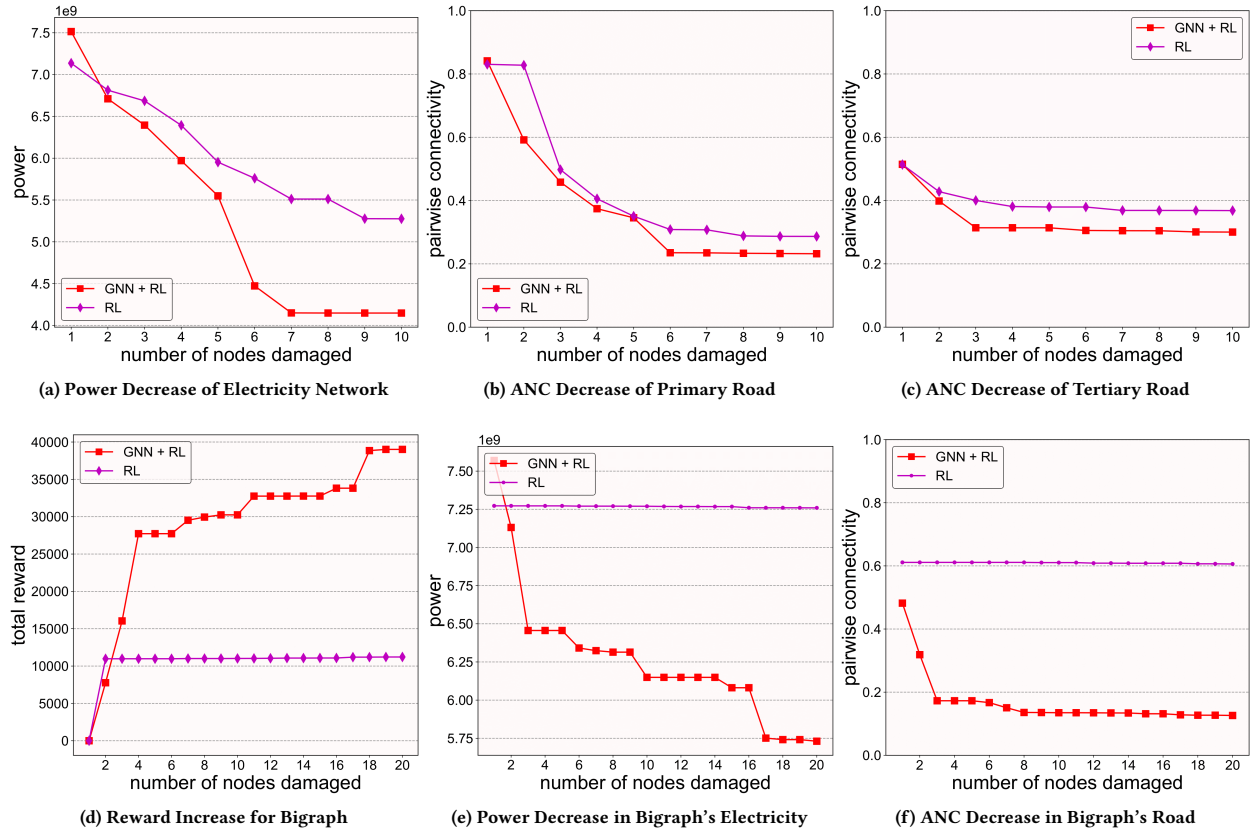 1e9
7.5
7.0
6.5
6.0
5.5
5.0
4.5
4.0
power
GNN + RL
RL
1 2 3 4 5 6 7 8 9 10
number of nodes damaged
(a) Power Decrease of Electricity Network
1.0
0.8
0.6
0.4
0.2
0.0
pairwise connectivity
GNN + RL
RL
1 2 3 4 5 6 7 8 9 10
number of nodes damaged
(b) ANC Decrease of Primary Road
1.0
0.8
0.6
0.4
0.2
0.0
pairwise connectivity
GNN + RL
RL
1 2 3 4 5 6 7 8 9 10
number of nodes damaged
(c) ANC Decrease of Tertiary Road
40000
35000
30000
25000
20000
15000
10000
5000
0
total reward
GNN + RL
RL
2 4 6 8 10 12 14 16 18 20
number of nodes damaged
(d) Reward Increase for Bigraph
1e9
7.50
7.25
7.00
6.75
6.50
6.25
6.00
5.75
power
GNN + RL
RL
2 4 6 8 10 12 14 16 18 20
number of nodes damaged
(e) Power Decrease in Bigraph's Electricity
1.0
0.8
0.6
0.4
0.2
0.0
pairwise connectivity
GNN + RL
RL
2 4 6 8 10 12 14 16 18 20
number of nodes damaged
(f) ANC Decrease in Bigraph's Road